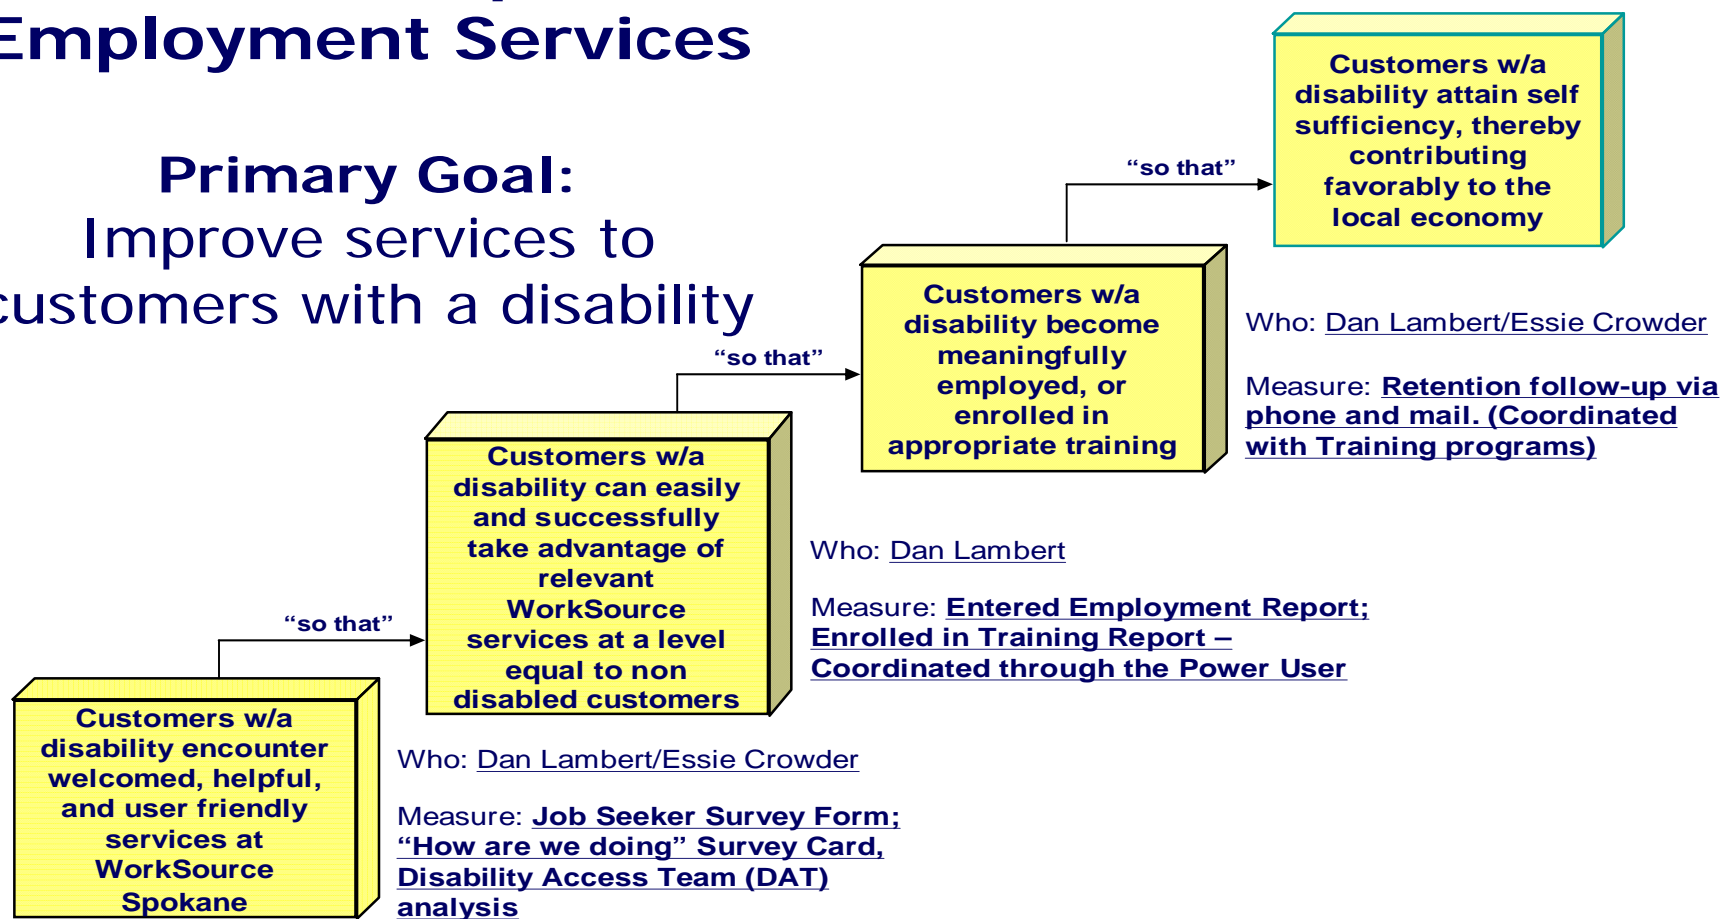 Employment Services
Primary Goal:
Improve services to
customers with a disability
“so that”
Customers w/a
disability attain self
sufficiency, thereby
contributing
favorably to the
local economy
“so that”
Customers w/a
disability become
meaningfully
employed, or
enrolled in
appropriate training
Who: Dan Lambert/Essie Crowder
Measure: Retention follow-up via
phone and mail. (Coordinated
with Training programs)
“so that”
Customers w/a
disability can easily
and successfully
take advantage of
relevant
WorkSource
services at a level
equal to non
disabled customers
Who: Dan Lambert
Measure: Entered Employment Report;
Enrolled in Training Report –
Coordinated through the Power User
Customers w/a
disability encounter
welcomed, helpful,
and user friendly
services at
WorkSource
Spokane
Who: Dan Lambert/Essie Crowder
Measure: Job Seeker Survey Form;
“How are we doing” Survey Card,
Disability Access Team (DAT)
analysis